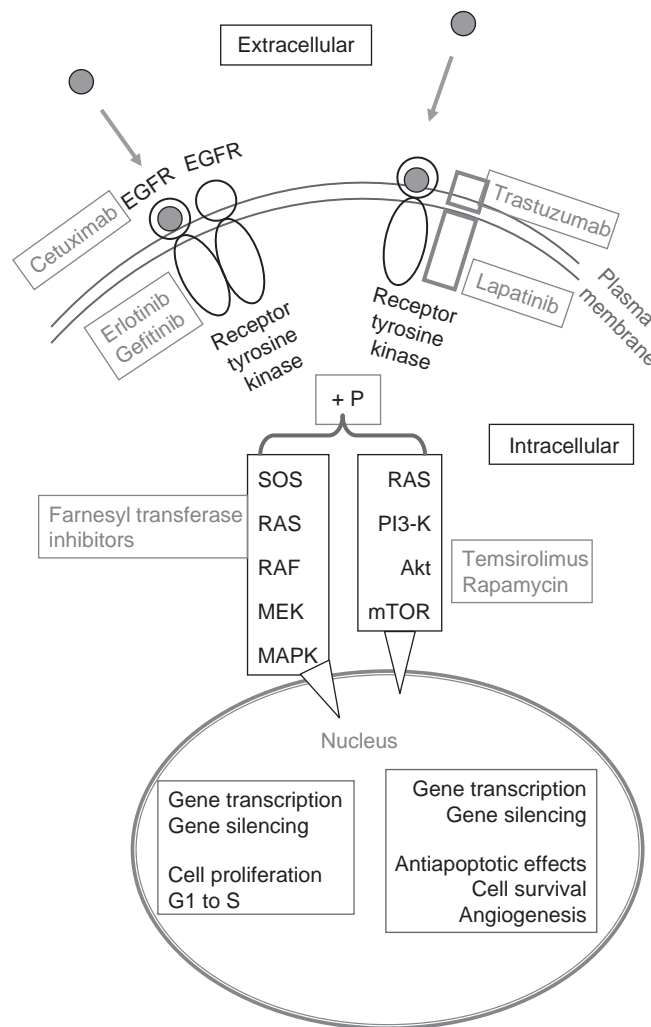 Extracellular
EGFR
EGFR
Cetuximab
Trastuzumab
Erlotinib
Gefitinib
Lapatinib
Plasma
membrane
Receptor
tyrosine
kinase
Receptor
tyrosine
kinase
+ P
Intracellular
SOS
RAS
RAF
MEK
MAPK
RAS
PI3-K
Akt
mTOR
Farnesyl transferase
inhibitors
Temsirolimus
Rapamycin
Nucleus
Gene transcription
Gene silencing
Cell proliferation
G1 to S
Gene transcription
Gene silencing
Antiapoptotic effects
Cell survival
Angiogenesis